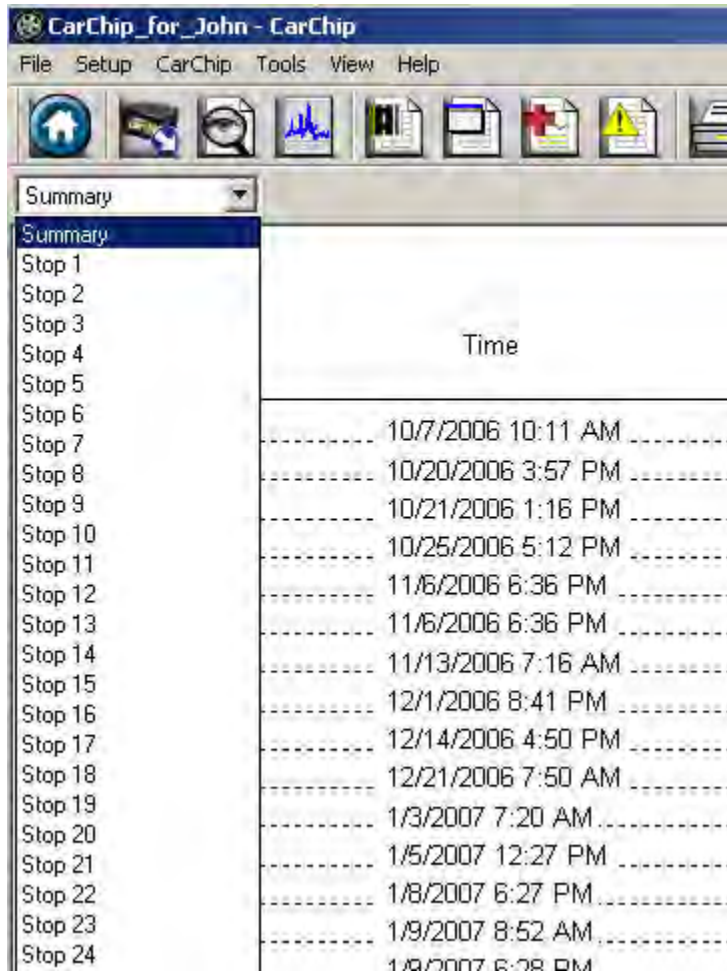 CarChip_for_John - CarChip
File Setup CarChip Tools View Help
Summary
Summary
Stop 1
Stop 2
Stop 3
Stop 4
Stop 5
Stop 6
Stop 7
Stop 8
Stop 9
Stop 10
Stop 11
Stop 12
Stop 13
Stop 14
Stop 15
Stop 16
Stop 17
Stop 18
Stop 19
Stop 20
Stop 21
Stop 22
Stop 23
Stop 24
Time
10/7/2006 10:11 AM
10/20/2006 3:57 PM
10/21/2006 1:16 PM
10/25/2006 5:12 PM
11/6/2006 6:36 PM
11/6/2006 6:36 PM
11/13/2006 7:16 AM
12/1/2006 8:41 PM
12/14/2006 4:50 PM
12/21/2006 7:50 AM
1/3/2007 7:20 AM
1/5/2007 12:27 PM
1/8/2007 6:27 PM
1/9/2007 8:52 AM
1/9/2007 6:28 PM